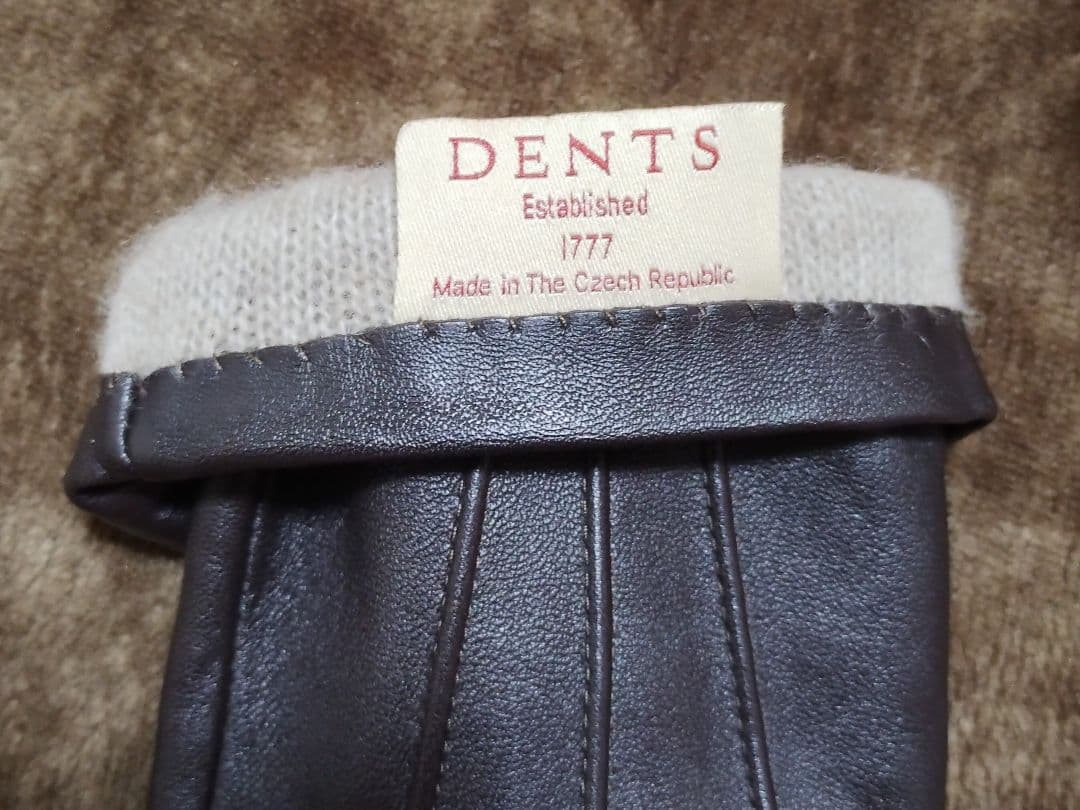 DENTS
Established
1777
Made in The Czech Republic